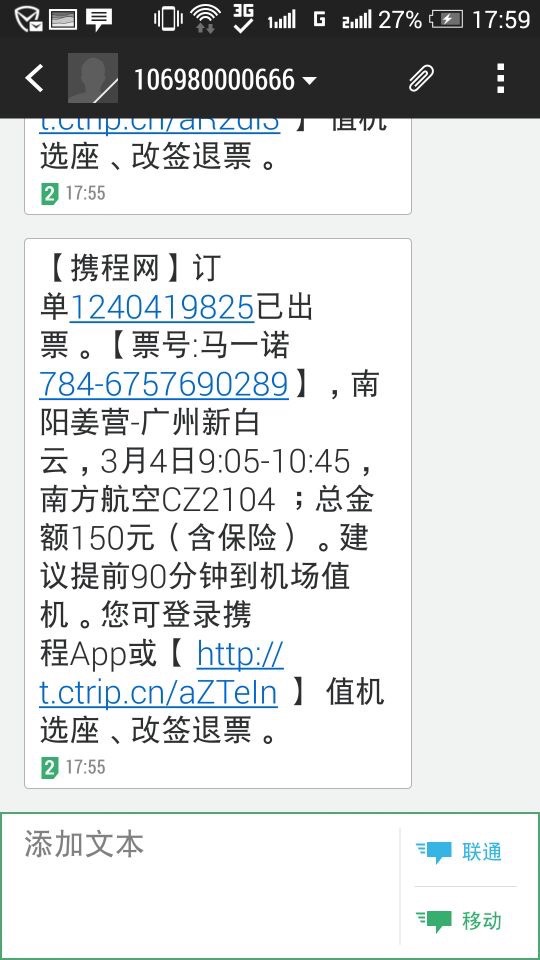 3G
1
G
2
27%
17:59
106980000666
t.ctrip.cn/aR2di3 】 值机
选座、改签退票。
2 17:55
【携程网】订
单1240419825已出
票。【票号:马一诺
784-6757690289】，南
阳姜营-广州新白
云，3月4日9:05-10:45，
南方航空CZ2104 ；总金
额150元（含保险）。建
议提前90分钟到机场值
机。您可登录携
程App或【 http://
t.ctrip.cn/aZTeIn 】 值机
选座、改签退票。
2 17:55
添加文本
联通
移动